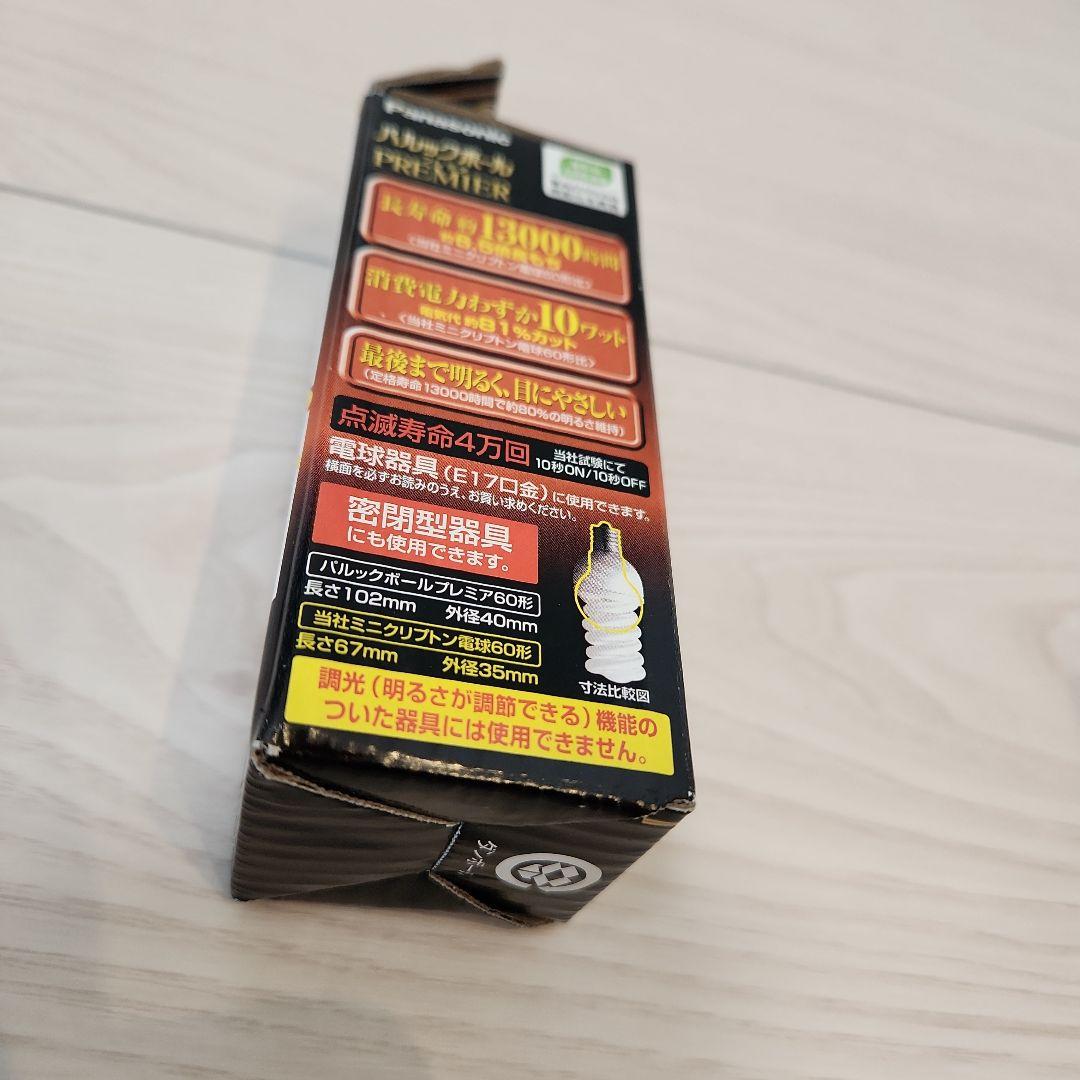 Panasonic
パルックボール
PREMIER
長寿命 約13000時間
〈当社ミニクリプトン電球60形比〉
消費電力わずか10ワット
電気代 約81%カット
〈当社ミニクリプトン電球60形比〉
最後まで明るく、目にやさしい
(定格寿命13000時間で約80%の明るさ維持)
点滅寿命4万回 当社試験にて
10秒ON/10秒OFF
電球器具(E17口金)に使用できます。
横面を必ずお読みのうえ、お買い求めください。
密閉型器具
にも使用できます。
パルックボールプレミア60形
長さ102mm 外径40mm
当社ミニクリプトン電球60形
長さ67mm 外径35mm
寸法比較図
調光(明るさが調節できる)機能の
ついた器具には使用できません。